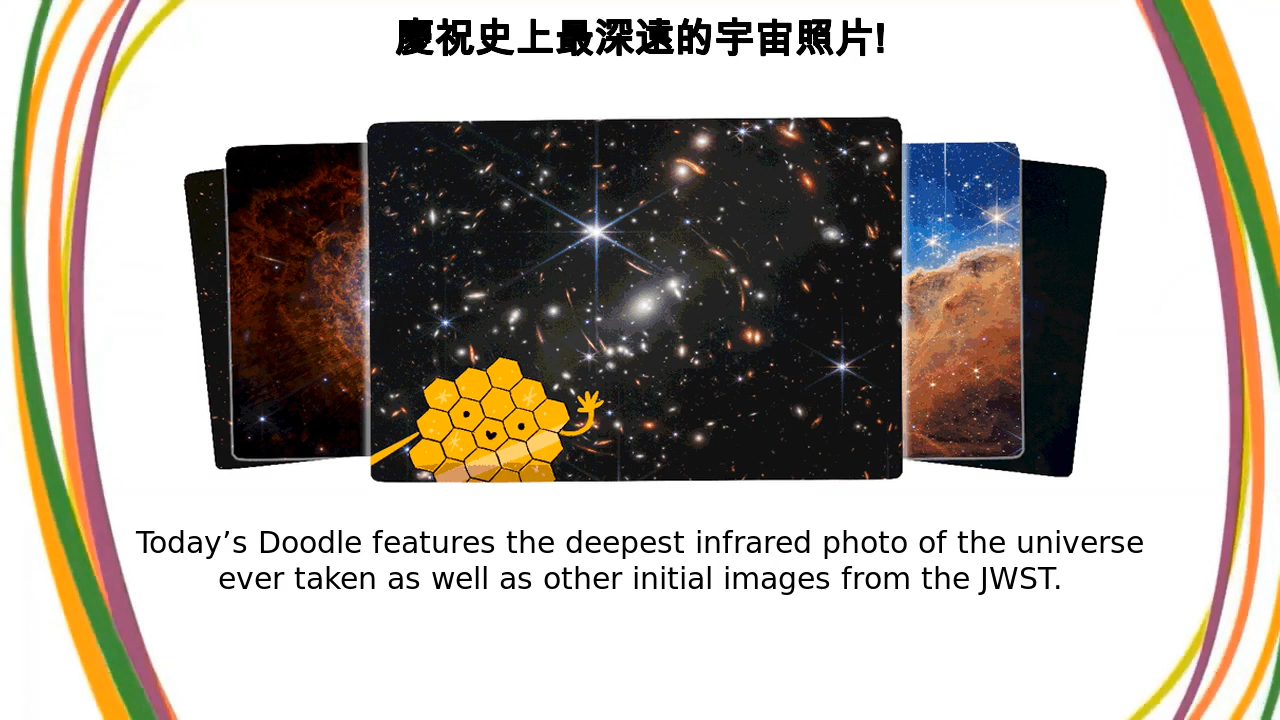 慶祝史上最深遠的宇宙照片!
Today’s Doodle features the deepest infrared photo of the universe
ever taken as well as other initial images from the JWST.